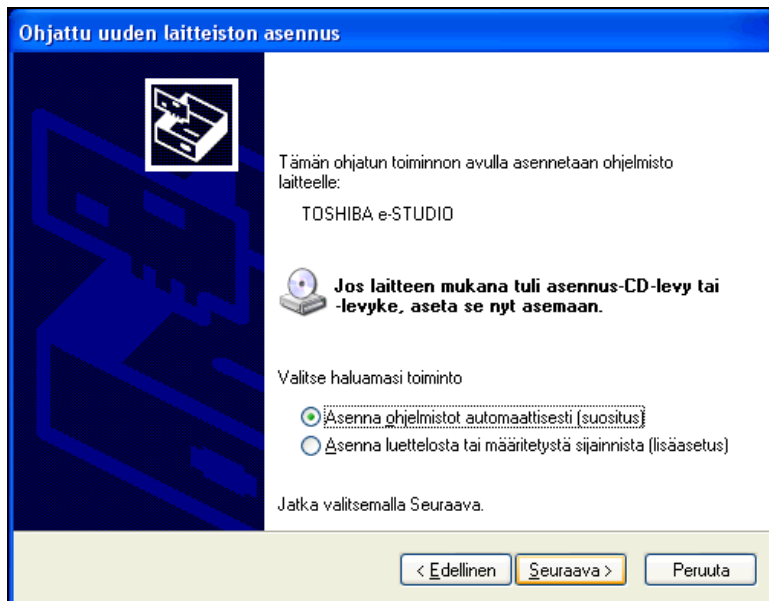 Ohjattu uuden laitteiston asennus
Tämän ohjatun toiminnon avulla asennetaan ohjelmisto
laitteelle:
TOSHIBA e-STUDIO
Jos laitteen mukana tuli asennus-CD-levy tai
-levyke, aseta se nyt asemaan.
Valitse haluamasi toiminto
Asenna ohjelmistot automaattisesti (suositus)
Asenna luettelosta tai määritetystä sijainnista (lisäasetus)
Jatka valitsemalla Seuraava.
< Edellinen
Seuraava >
Peruuta